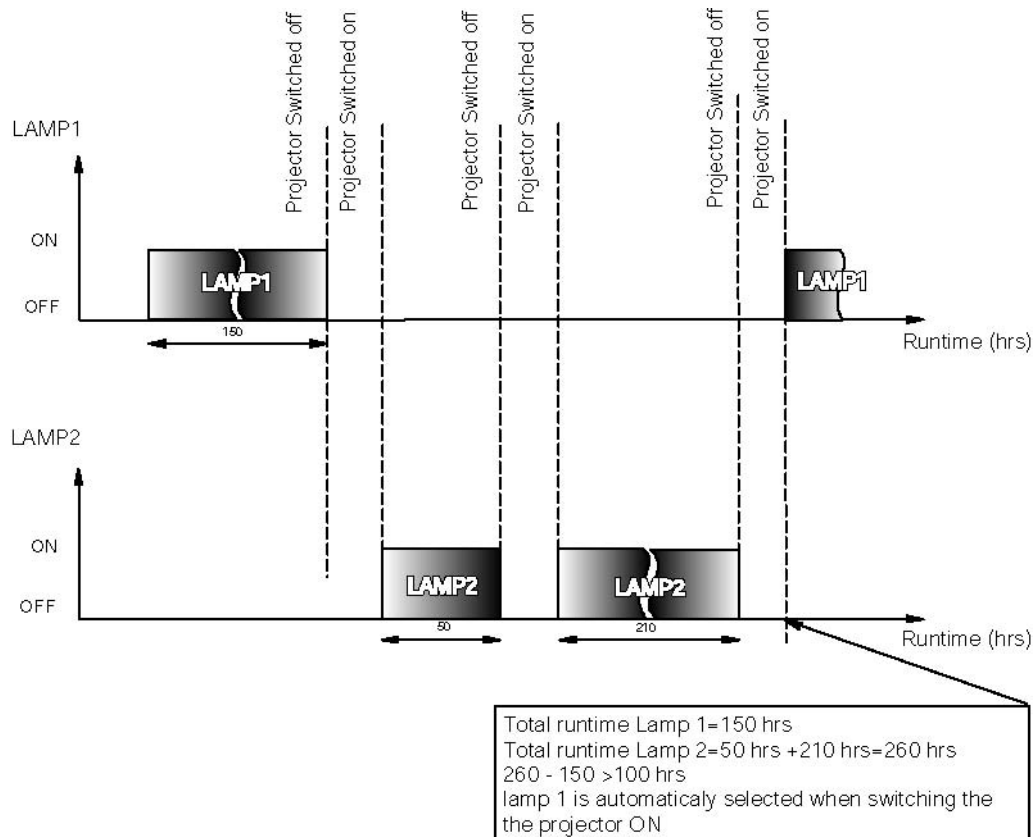 Projector Switched off
Projector Switched on
Projector Switched off
Projector Switched on
Projector Switched off
Projector Switched on
LAMP1
ON
OFF
LAMP1
LAMP1
150
Runtime (hrs)
LAMP2
ON
OFF
LAMP2
LAMP2
50
210
Runtime (hrs)
Total runtime Lamp 1=150 hrs
Total runtime Lamp 2=50 hrs +210 hrs=260 hrs
260 - 150 >100 hrs
lamp 1 is automaticaly selected when switching the
the projector ON